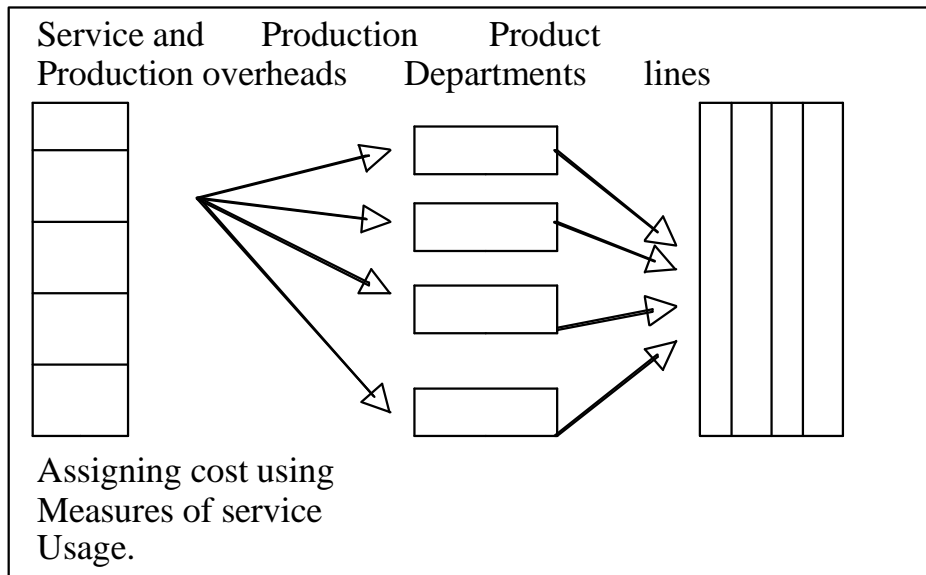 Service and Production Product
Production overheads Departments lines
Assigning cost using
Measures of service
Usage.